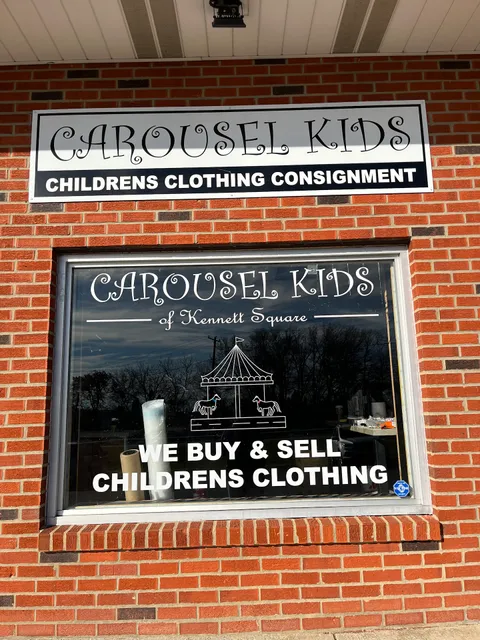 CAROUSEL KIDS
CHILDRENS CLOTHING CONSIGNMENT
CAROUSEL KIDS
of Kennett Square
WE BUY & SELL
CHILDRENS CLOTHING